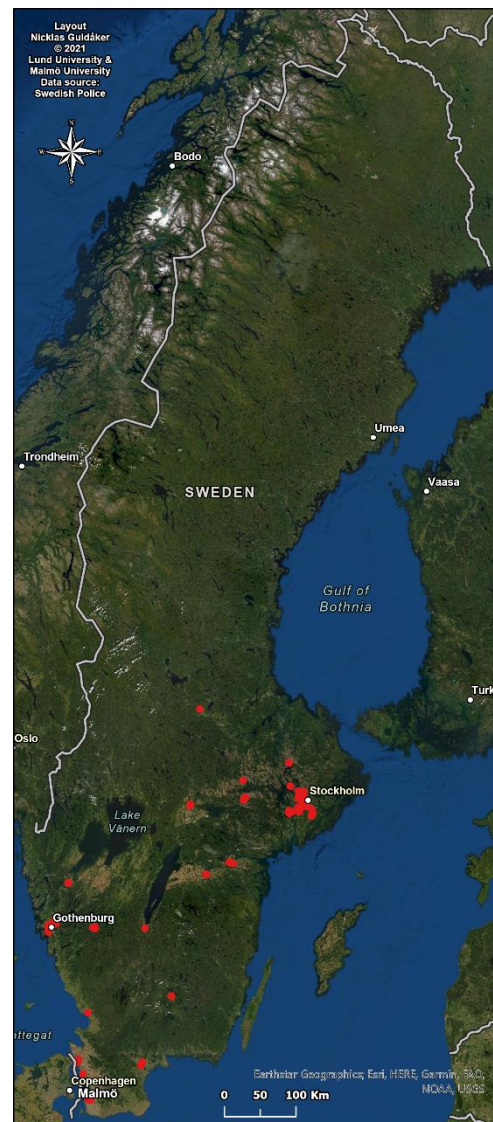 Layout
Nicklas Guldåker
© 2021
Lund University &
Malmö University
Data source:
Swedish Police
N
W
E
S
Bodo
Umea
Trondheim
Vaasa
SWEDEN
Gulf of
Bothnia
Turk
Oslo
Stockholm
Lake
Vänern
Gothenburg
attegat
Copenhagen
Malmö
Earthstar Geographics, Esri, HERE, Garmin, FAO,
NOAA, USGS
0 50 100 Km